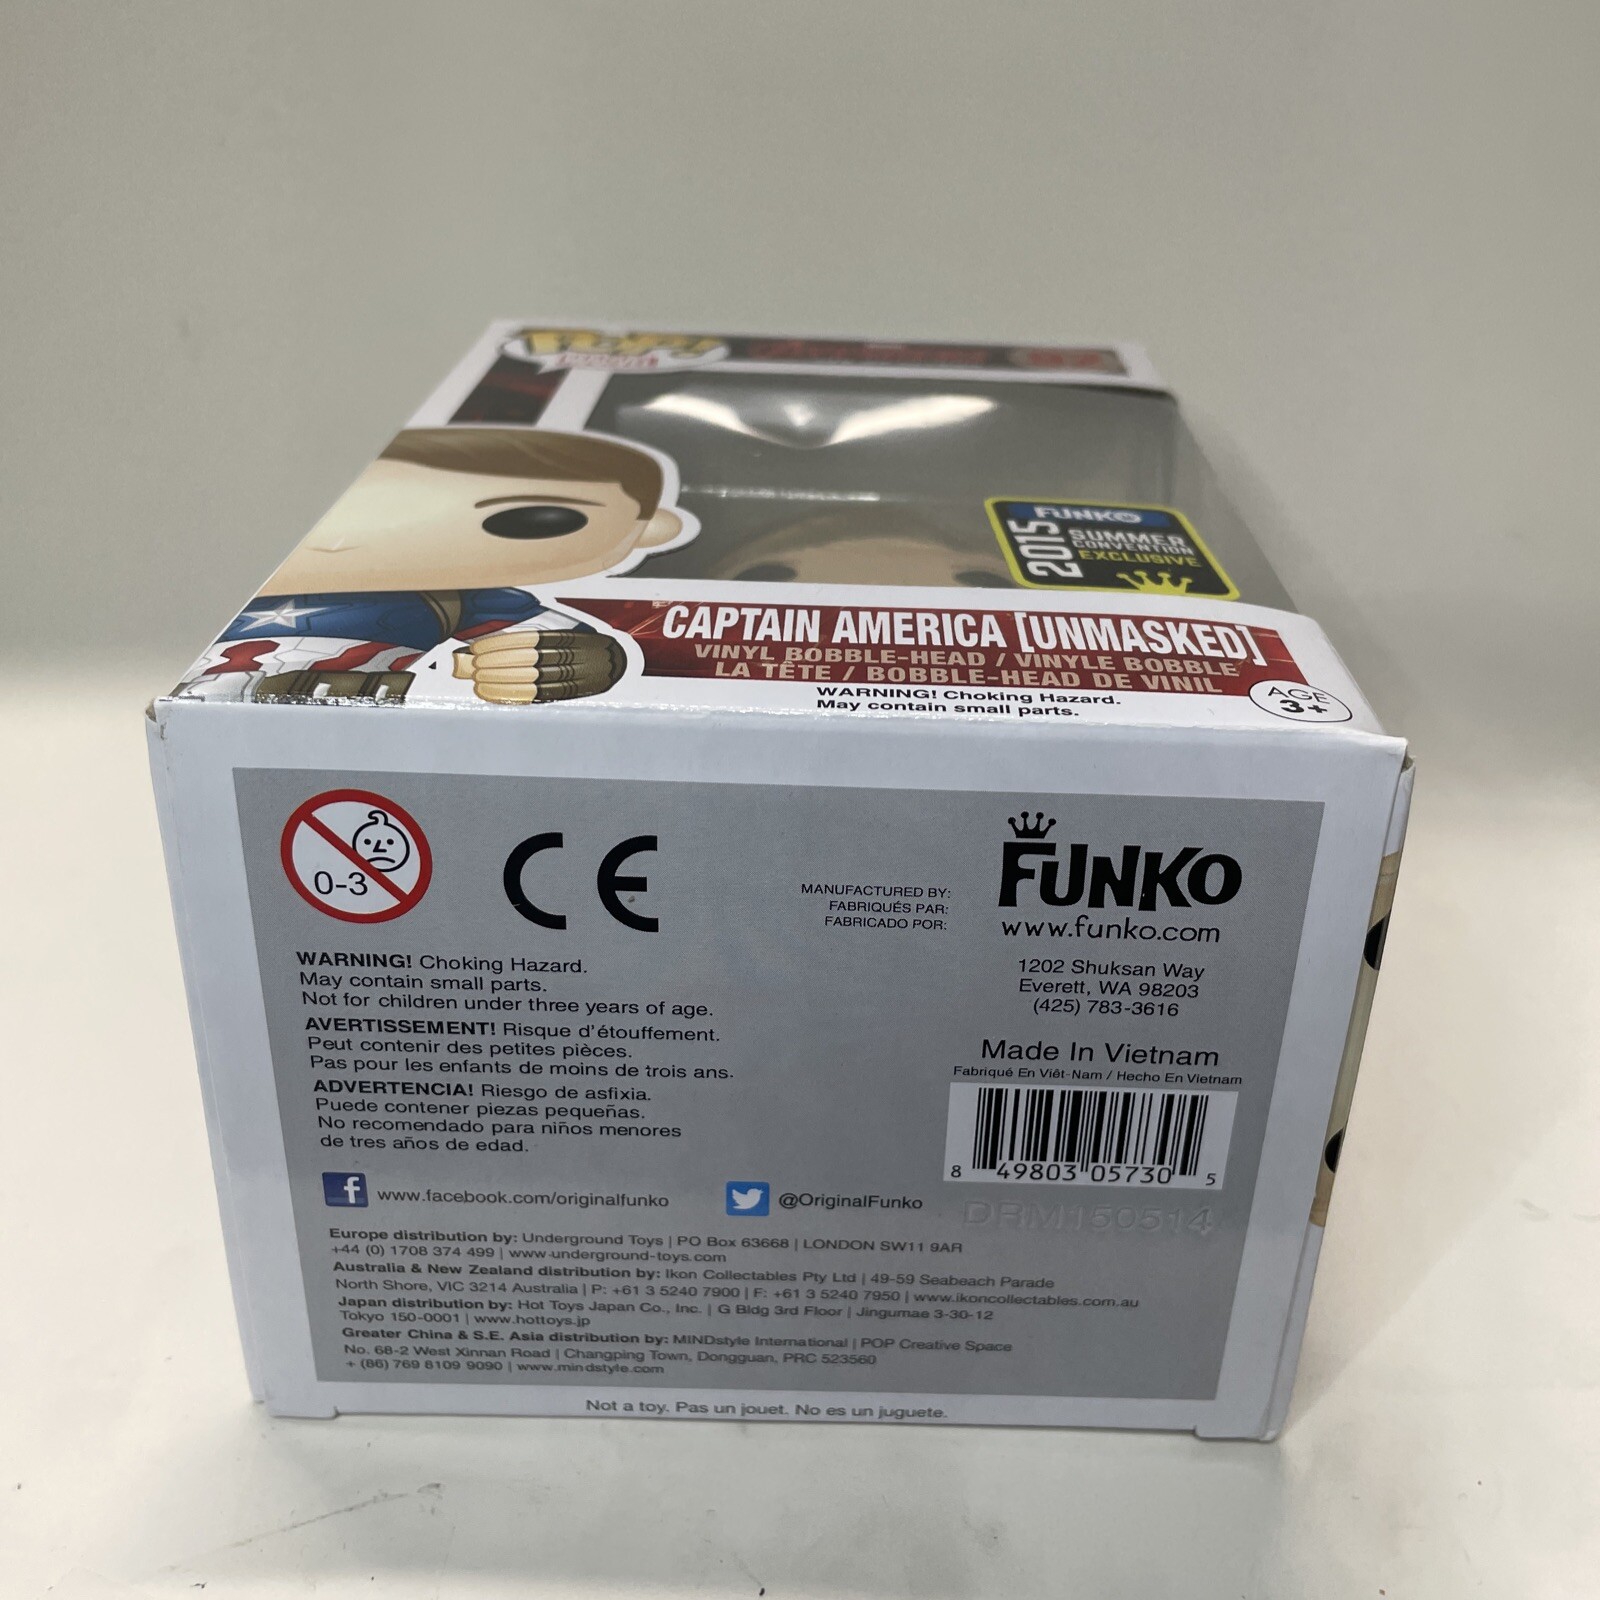 POP!
FUNKO
2015
SUMMER
CONVENTION
EXCLUSIVE
CAPTAIN AMERICA [UNMASKED]
VINYL BOBBLE-HEAD / VINYLE BOBBLE
LA TÊTE / BOBBLE-HEAD DE VINIL
WARNING! Choking Hazard.
May contain small parts.
AGE
3+
0-3
CE
MANUFACTURED BY:
FABRIQUÉS PAR:
FABRICADO POR:
FUNKO
www.funko.com
1202 Shuksan Way
Everett, WA 98203
(425) 783-3616
WARNING! Choking Hazard.
May contain small parts.
Not for children under three years of age.
AVERTISSEMENT! Risque d'étouffement.
Peut contenir des petites pièces.
Pas pour les enfants de moins de trois ans.
ADVERTENCIA! Riesgo de asfixia.
Puede contener piezas pequeñas.
No recomendado para niños menores
de tres años de edad.
Made In Vietnam
Fabriqué En Viêt-Nam / Hecho En Vietnam
8 49803 05730 5
DRM150514
f www.facebook.com/originalfunko
@OriginalFunko
Europe distribution by: Underground Toys | PO Box 63668 | LONDON SW11 9AR
+44 (0) 1708 374 499 | www.underground-toys.com
Australia & New Zealand distribution by: Ikon Collectables Pty Ltd | 49-59 Seabeach Parade
North Shore, VIC 3214 Australia | P: +61 3 5240 7900 | F: +61 3 5240 7950 | www.ikoncollectables.com.au
Japan distribution by: Hot Toys Japan Co., Inc. | G Bldg 3rd Floor | Jingumae 3-30-12
Tokyo 150-0001 | www.hottoys.jp
Greater China & S.E. Asia distribution by: MINDstyle International | POP Creative Space
No. 68-2 West Xinnan Road | Changping Town, Dongguan, PRC 523560
+ (86) 769 8109 9090 | www.mindstyle.com
Not a toy. Pas un jouet. No es un juguete.